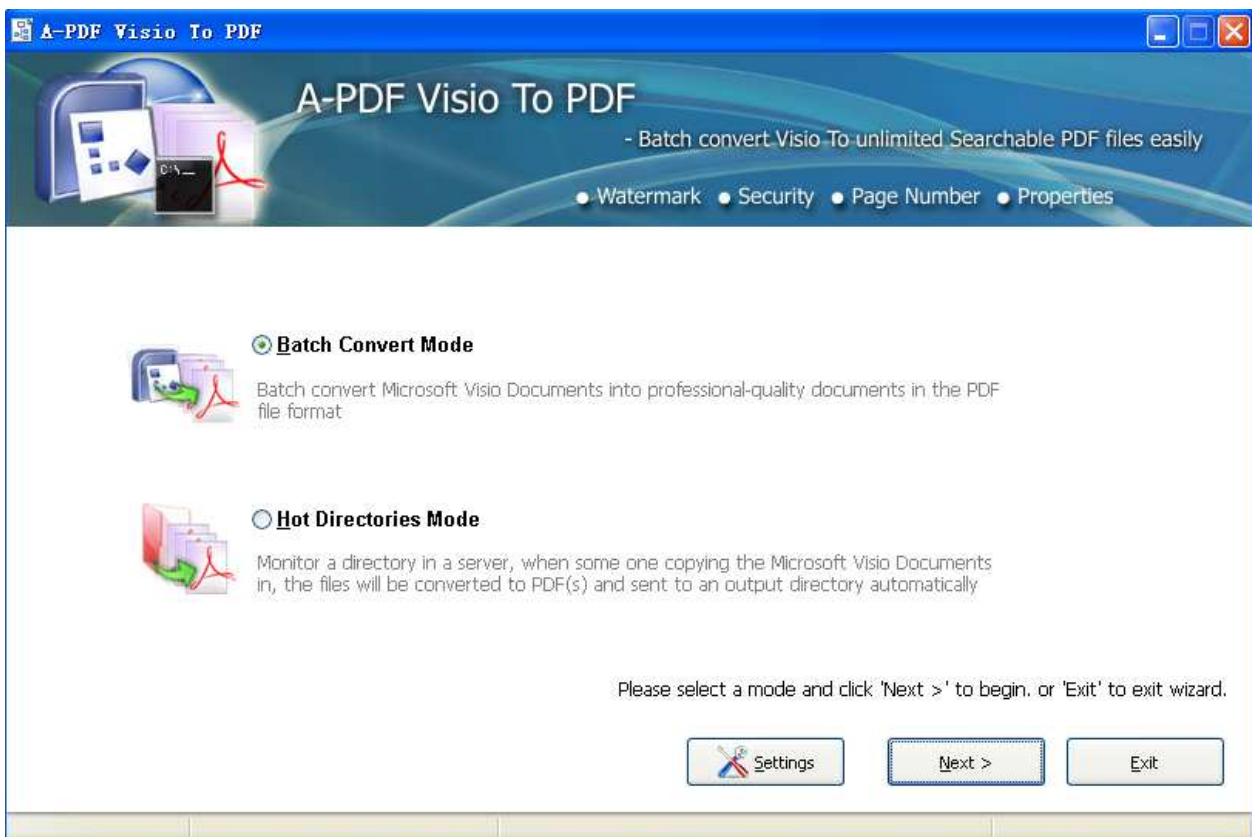 A-PDF Visio To PDF
A-PDF Visio To PDF
- Batch convert Visio To unlimited Searchable PDF files easily
● Watermark ● Security ● Page Number ● Properties
C:\_
Batch Convert Mode
Batch convert Microsoft Visio Documents into professional-quality documents in the PDF
file format
Hot Directories Mode
Monitor a directory in a server, when some one copying the Microsoft Visio Documents
in, the files will be converted to PDF(s) and sent to an output directory automatically
Please select a mode and click 'Next >' to begin. or 'Exit' to exit wizard.
Settings
Next >
Exit